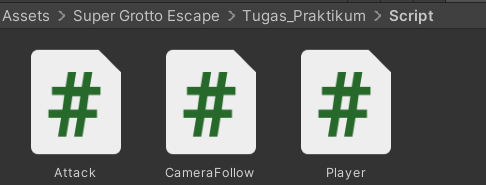 Assets > Super Grotto Escape > Tugas_Praktikum > Script
Attack CameraFollow Player